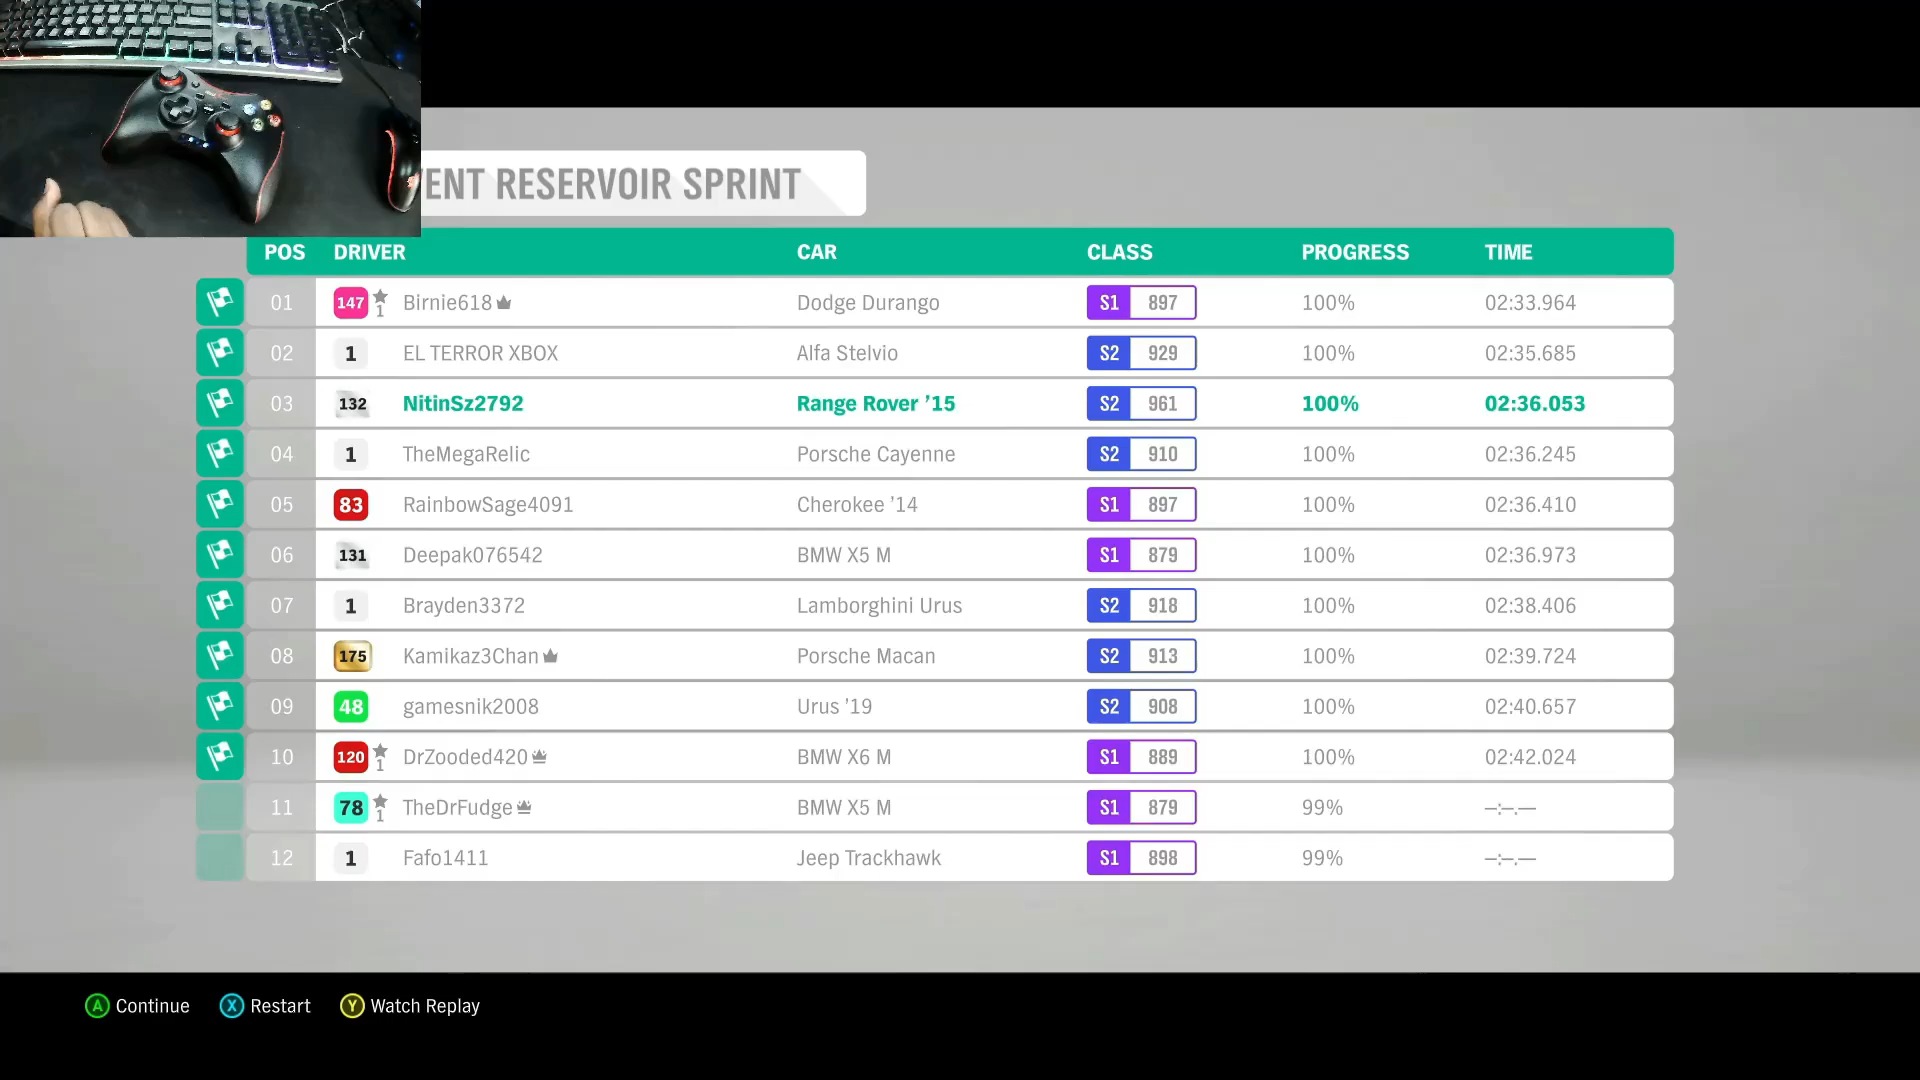 ENT RESERVOIR SPRINT
POS DRIVER CAR CLASS PROGRESS TIME
01 147 1 Birnie618 Dodge Durango S1 897 100% 02:33.964
02 1 EL TERROR XBOX Alfa Stelvio S2 929 100% 02:35.685
03 132 NitinSz2792 Range Rover ’15 S2 961 100% 02:36.053
04 1 TheMegaRelic Porsche Cayenne S2 910 100% 02:36.245
05 83 RainbowSage4091 Cherokee ’14 S1 897 100% 02:36.410
06 131 Deepak076542 BMW X5 M S1 879 100% 02:36.973
07 1 Brayden3372 Lamborghini Urus S2 918 100% 02:38.406
08 175 Kamikaz3Chan Porsche Macan S2 913 100% 02:39.724
09 48 gamesnik2008 Urus ’19 S2 908 100% 02:40.657
10 120 1 DrZooded420 BMW X6 M S1 889 100% 02:42.024
11 78 1 TheDrFudge BMW X5 M S1 879 99% –:–.–
12 1 Fafo1411 Jeep Trackhawk S1 898 99% –:–.–
A Continue X Restart Y Watch Replay